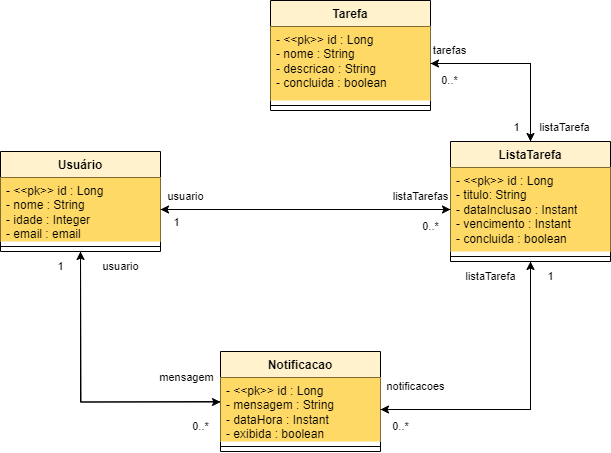 Tarefa
- <<pk>> id : Long
- nome : String
- descricao : String
- concluida : boolean
tarefas
0..*
1
listaTarefa
ListaTarefa
- <<pk>> id : Long
- titulo: String
- dataInclusao : Instant
- vencimento : Instant
- concluida : boolean
Usuário
- <<pk>> id : Long
- nome : String
- idade : Integer
- email : email
usuario
1
listaTarefas
0..*
1
usuario
listaTarefa
1
mensagem
0..*
Notificacao
- <<pk>> id : Long
- mensagem : String
- dataHora : Instant
- exibida : boolean
notificacoes
0..*